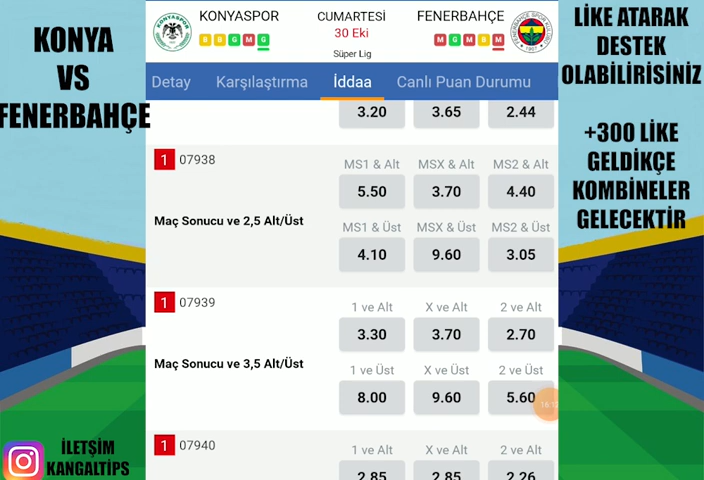 KONYA
VS
FENERBAHÇE
KONYASPOR
B B G M G
CUMARTESİ
30 Eki
Süper Lig
FENERBAHÇE
M G M B M
LİKE ATARAK
DESTEK
OLABİLİRİSİNİZ
+300 LİKE
GELDİKÇE
KOMBİNELER
GELECEKTİR
Detay Karşılaştırma İddaa Canlı Puan Durumu
3.20 3.65 2.44
1 07938
MS1 & Alt MSX & Alt MS2 & Alt
5.50 3.70 4.40
Maç Sonucu ve 2,5 Alt/Üst
MS1 & Üst MSX & Üst MS2 & Üst
4.10 9.60 3.05
1 07939
1 ve Alt X ve Alt 2 ve Alt
3.30 3.70 2.70
Maç Sonucu ve 3,5 Alt/Üst
1 ve Üst X ve Üst 2 ve Üst
8.00 9.60 5.60
1 07940
1 ve Alt X ve Alt 2 ve Alt
2.85 2.85 2.26
İLETŞİM
KANGALTİPS